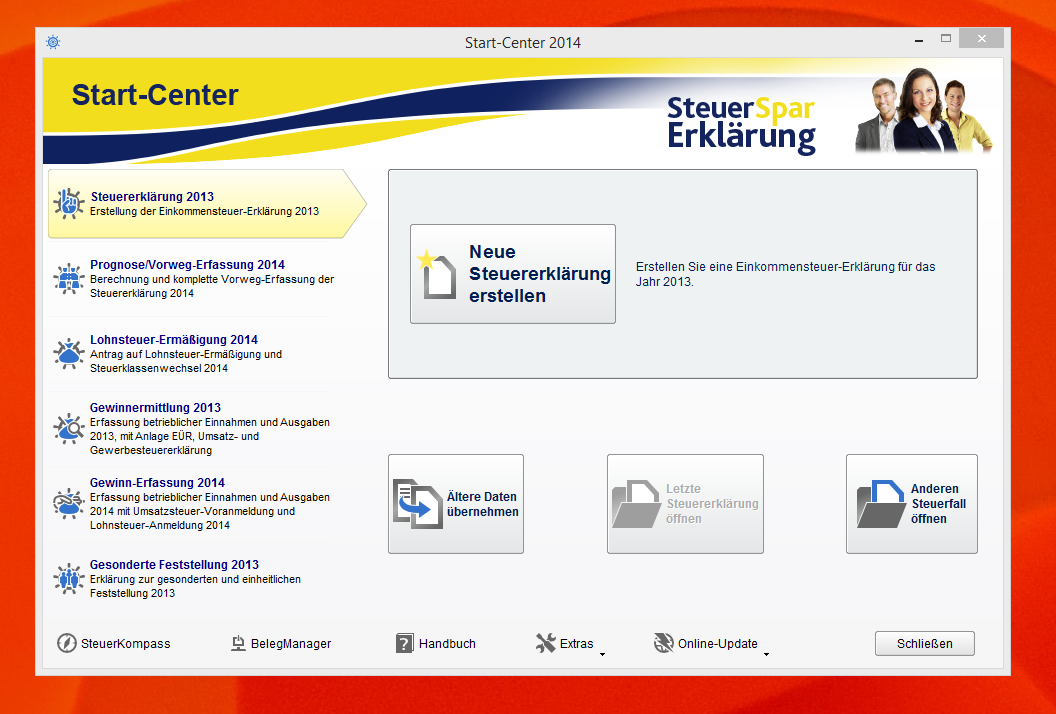 Start-Center 2014
Start-Center
SteuerSpar
Erklärung
Steuererklärung 2013
Erstellung der Einkommensteuer-Erklärung 2013
Prognose/Vorweg-Erfassung 2014
Berechnung und komplette Vorweg-Erfassung der
Steuererklärung 2014
Lohnsteuer-Ermäßigung 2014
Antrag auf Lohnsteuer-Ermäßigung und
Steuerklassenwechsel 2014
Gewinnermittlung 2013
Erfassung betrieblicher Einnahmen und Ausgaben
2013, mit Anlage EÜR, Umsatz- und
Gewerbesteuererklärung
Gewinn-Erfassung 2014
Erfassung betrieblicher Einnahmen und Ausgaben
2014 mit Umsatzsteuer-Voranmeldung und
Lohnsteuer-Anmeldung 2014
Gesonderte Feststellung 2013
Erklärung zur gesonderten und einheitlichen
Feststellung 2013
Neue
Steuererklärung
erstellen
Erstellen Sie eine Einkommensteuer-Erklärung für das
Jahr 2013.
Ältere Daten
übernehmen
Letzte
Steuererklärung
öffnen
Anderen
Steuerfall
öffnen
SteuerKompass
BelegManager
Handbuch
Extras
Online-Update
Schließen